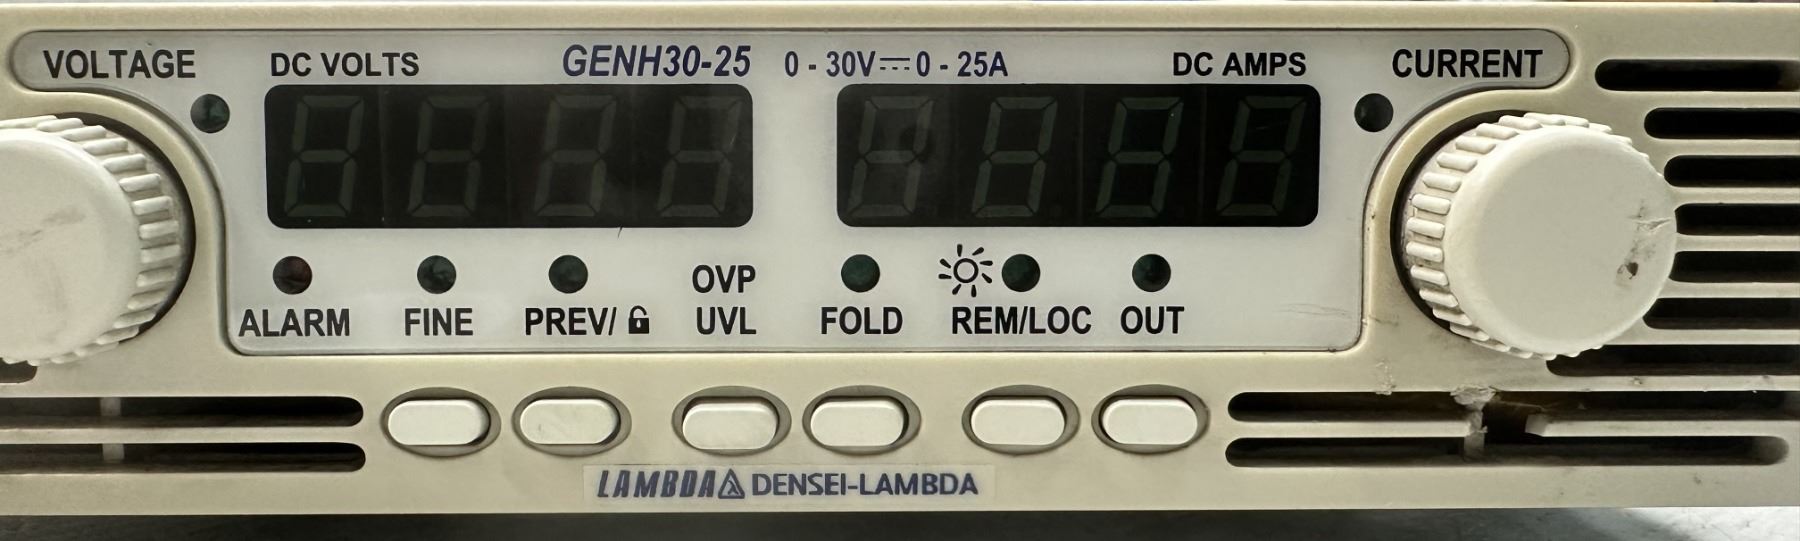 VOLTAGE DC VOLTS GENH30-25 0 - 30V⎓0 - 25A DC AMPS CURRENT
OVP
ALARM FINE PREV/ UVL FOLD REM/LOC OUT
LAMBDA DENSEI-LAMBDA